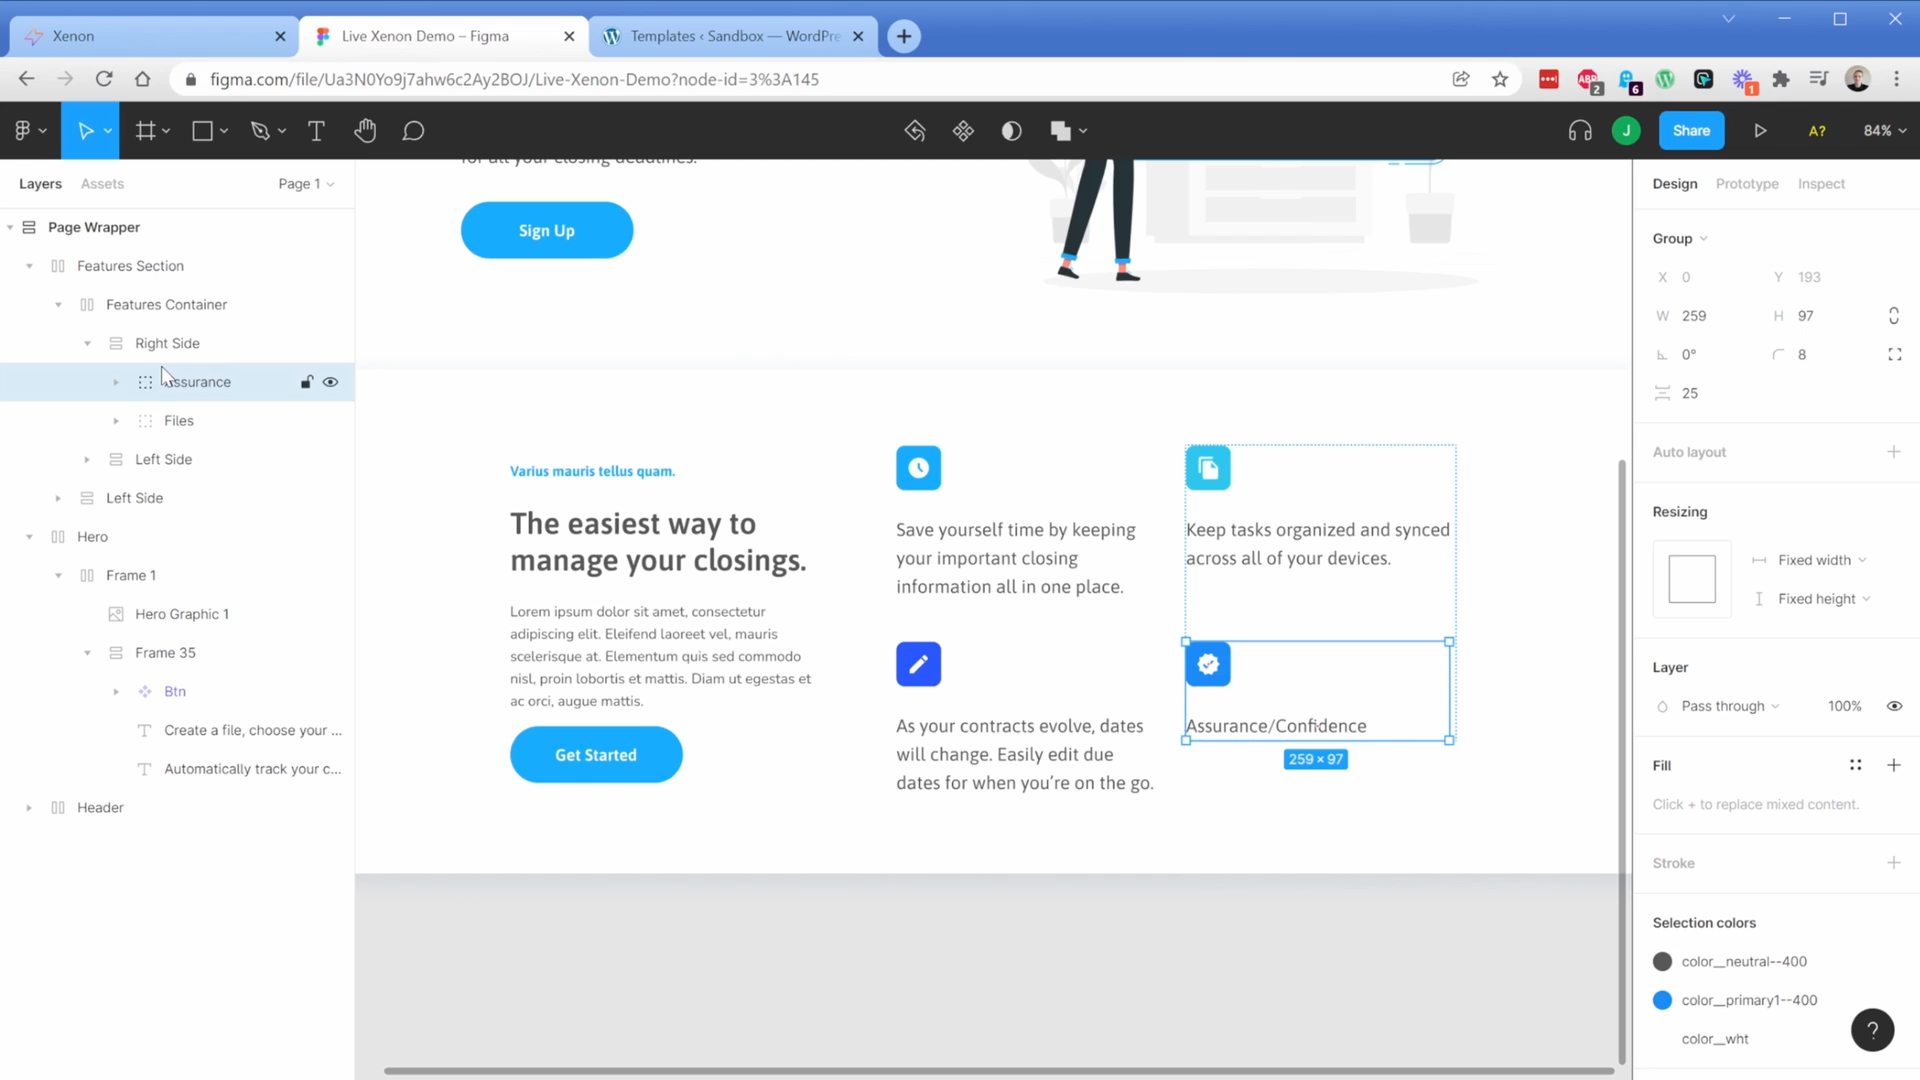 Xenon
Live Xenon Demo – Figma
Templates ‹ Sandbox — WordPre
figma.com/file/Ua3N0Yo9j7ahw6c2Ay2BOJ/Live-Xenon-Demo?node-id=3%3A145
ABP
2
6
1
J
Share
A?
84%
Layers
Assets
Page 1
Design
Prototype
Inspect
Page Wrapper
Features Section
Features Container
Right Side
Assurance
Files
Left Side
Left Side
Hero
Frame 1
Hero Graphic 1
Frame 35
Btn
Create a file, choose your ...
Automatically track your c...
Header
for all your closing deadlines.
Sign Up
Varius mauris tellus quam.
The easiest way to
manage your closings.
Lorem ipsum dolor sit amet, consectetur
adipiscing elit. Eleifend laoreet vel, mauris
scelerisque at. Elementum quis sed commodo
nisl, proin lobortis et mattis. Diam ut egestas et
ac orci, augue mattis.
Get Started
Save yourself time by keeping
your important closing
information all in one place.
As your contracts evolve, dates
will change. Easily edit due
dates for when you're on the go.
Keep tasks organized and synced
across all of your devices.
Assurance/Confidence
259 × 97
Group
X 0
Y 193
W 259
H 97
0°
8
25
Auto layout
Resizing
Fixed width
Fixed height
Layer
Pass through
100%
Fill
Click + to replace mixed content.
Stroke
Selection colors
color__neutral--400
color__primary1--400
color__wht
?